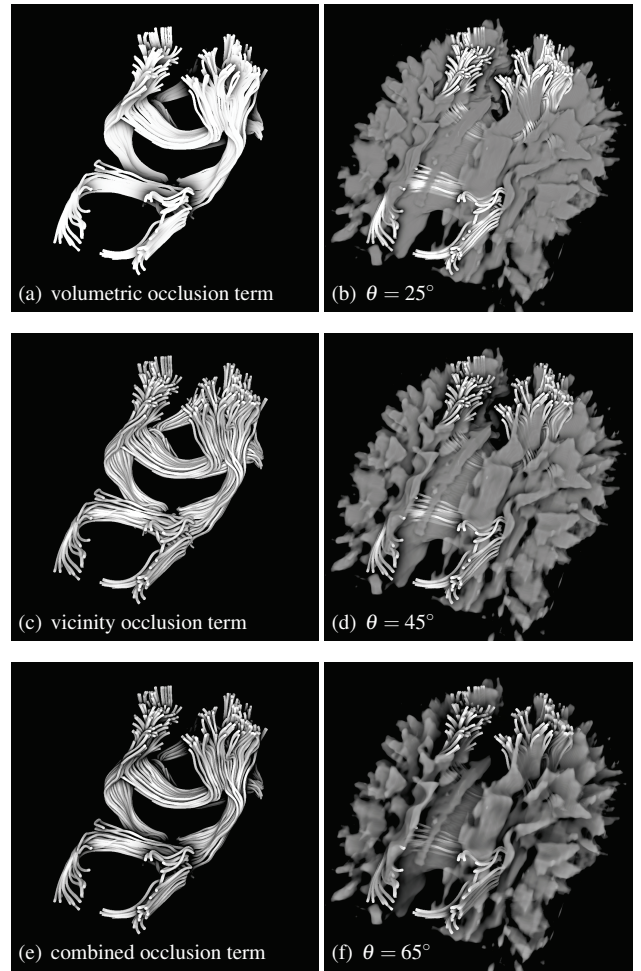 (a) volumetric occlusion term
(b) θ = 25°
(c) vicinity occlusion term
(d) θ = 45°
(e) combined occlusion term
(f) θ = 65°